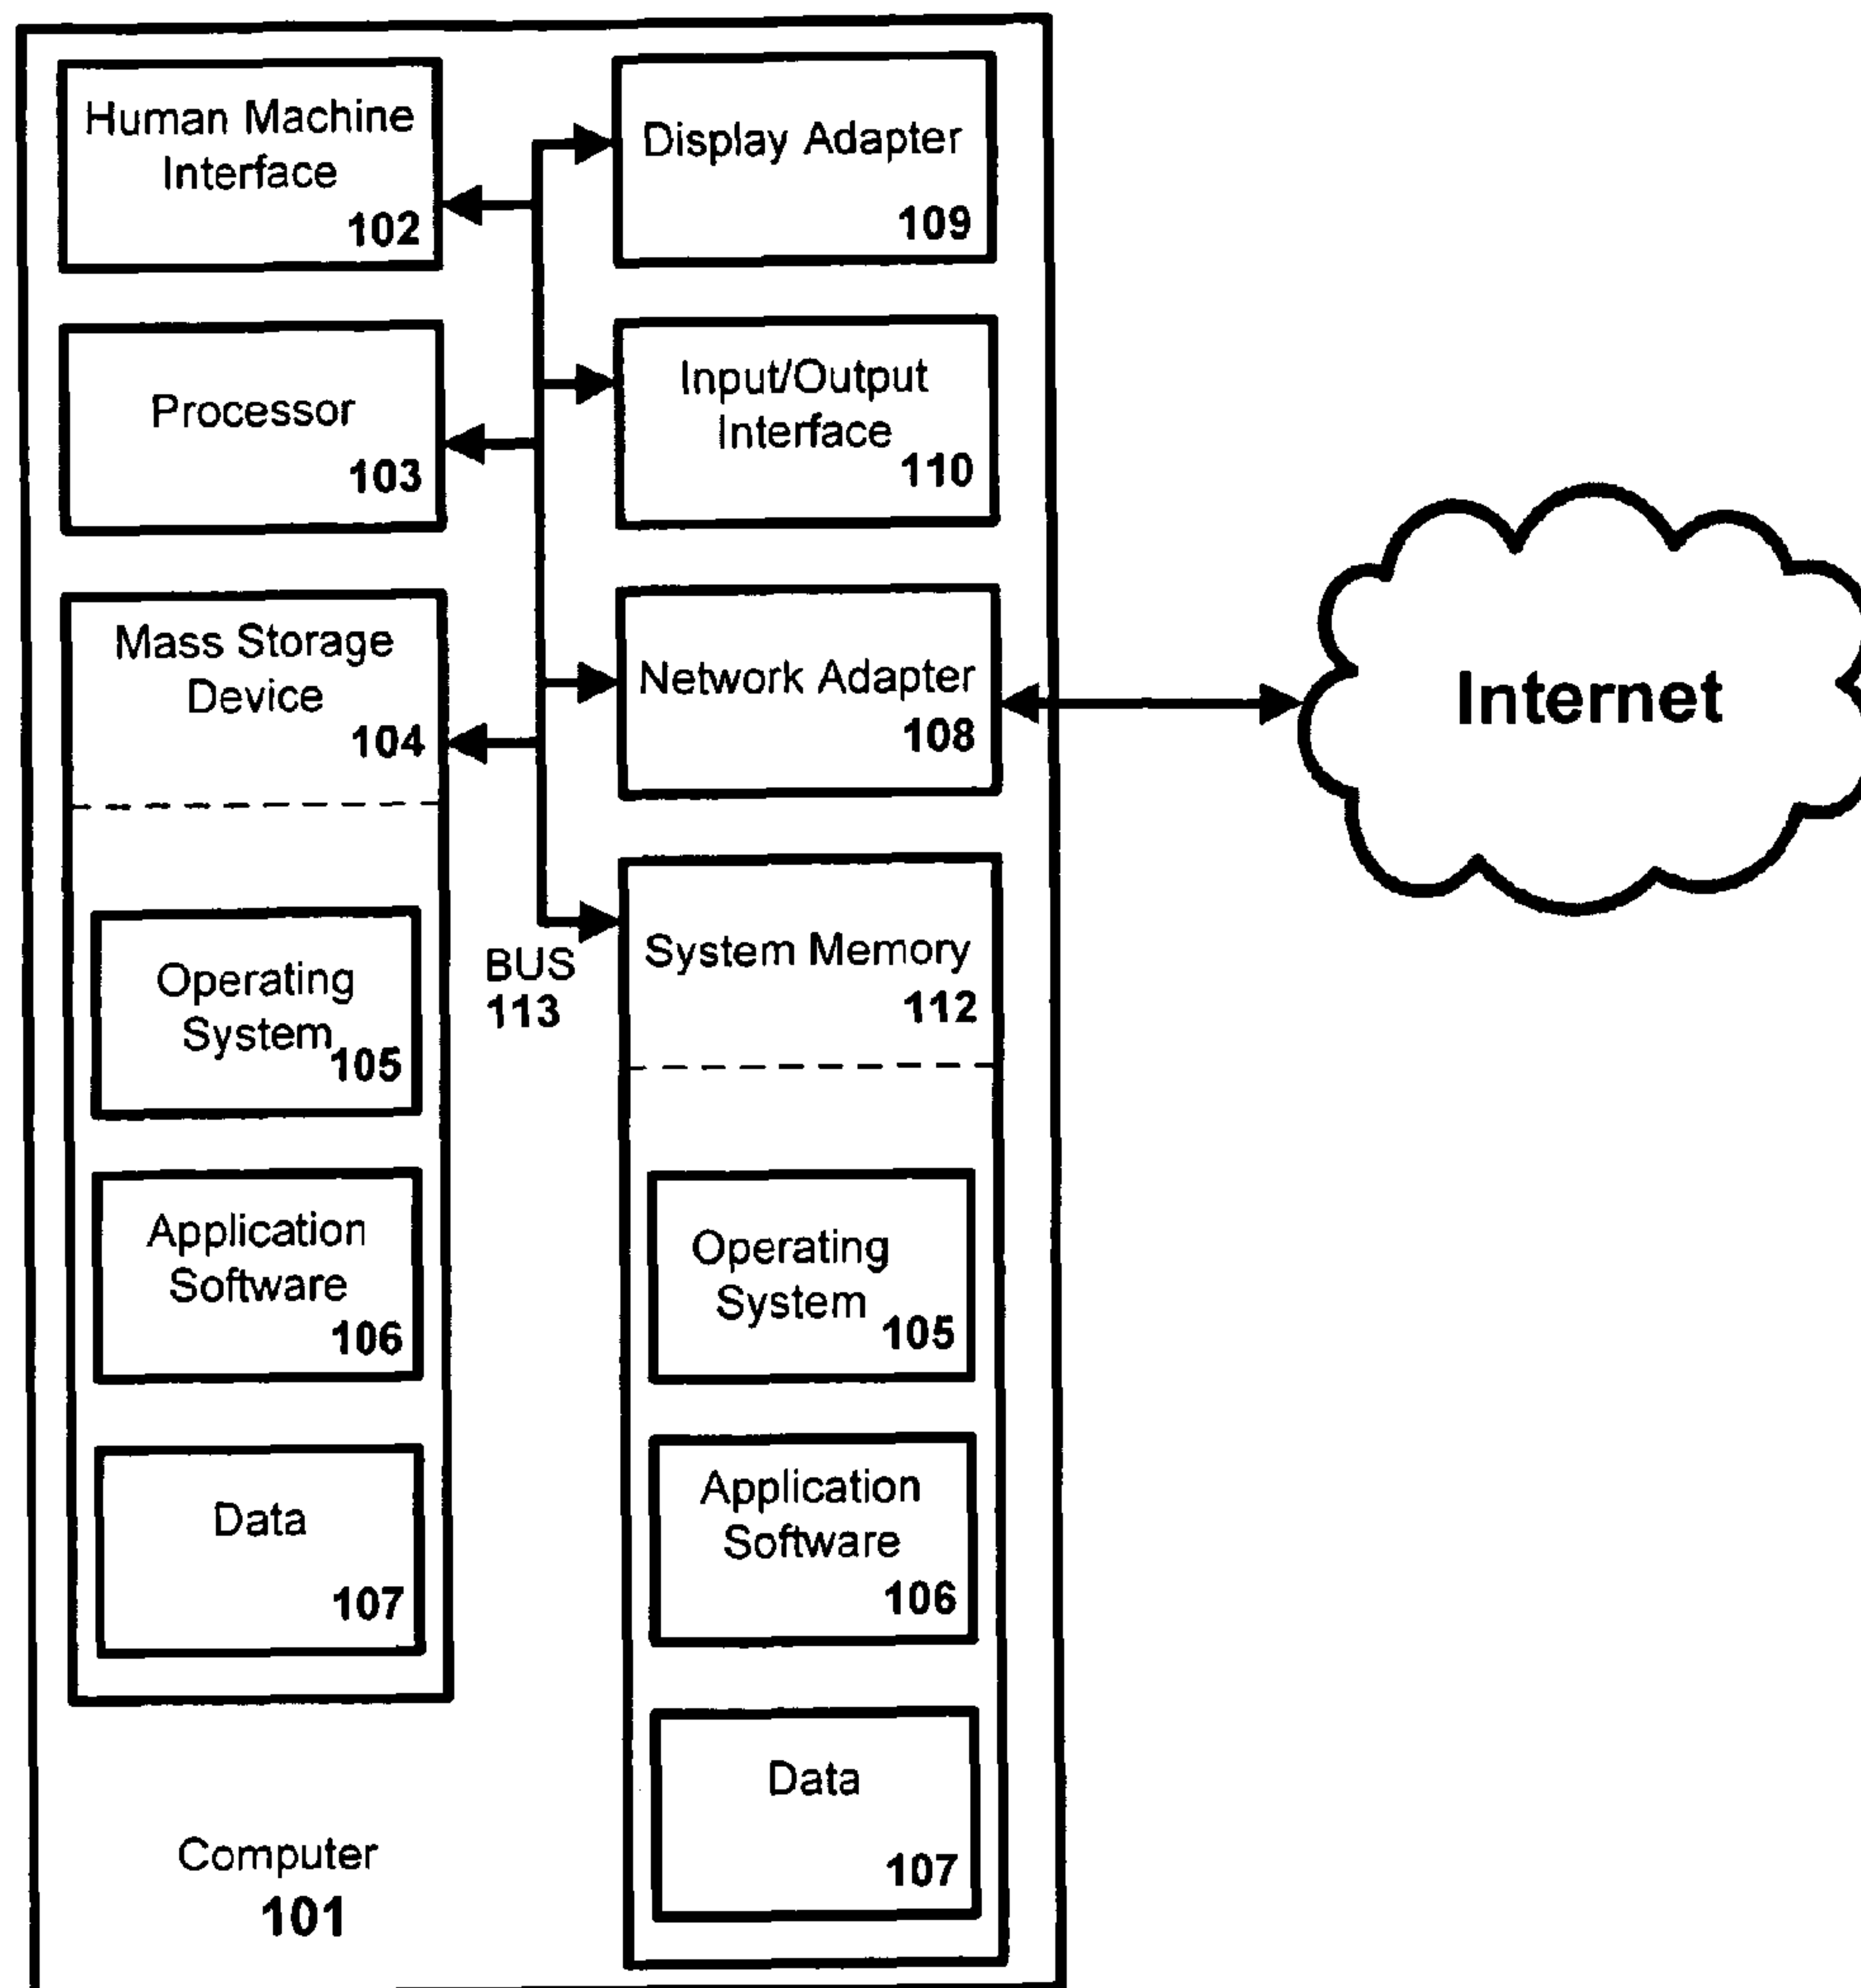 Human Machine
Interface
102
Display Adapter
109
Processor
103
Input/Output
Interface
110
Mass Storage
Device
104
Network Adapter
108
Internet
Operating
System
105
BUS
113
System Memory
112
Application
Software
106
Operating
System
105
Data
107
Application
Software
106
Data
107
Computer
101